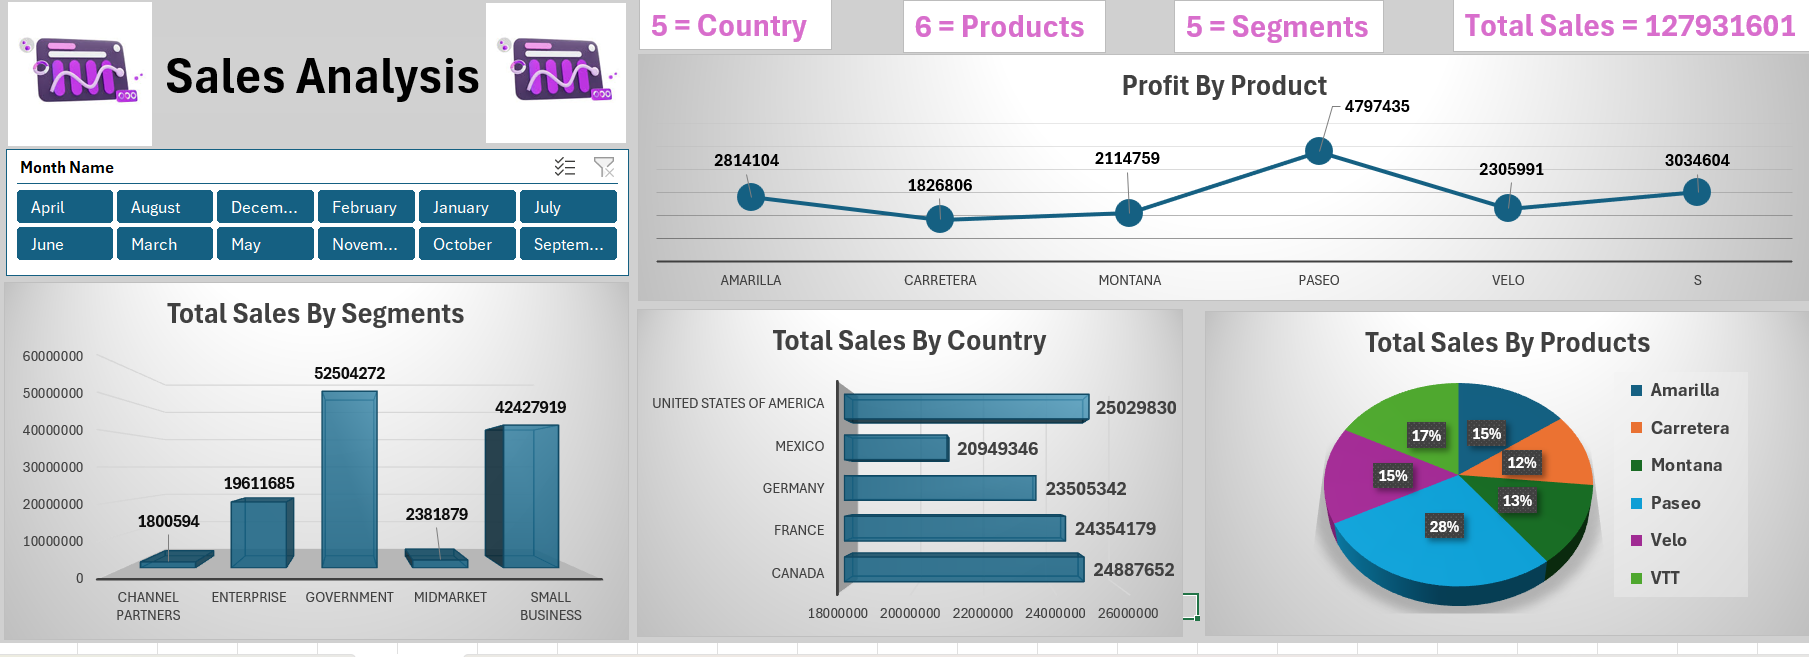 5 = Country
6 = Products
5 = Segments
Total Sales = 127931601
Sales Analysis
Month Name
April
August
Decem...
February
January
July
June
March
May
Novem...
October
Septem...
Profit By Product
2814104
1826806
2114759
4797435
2305991
3034604
AMARILLA
CARRETERA
MONTANA
PASEO
VELO
S
Total Sales By Segments
60000000
50000000
40000000
30000000
20000000
10000000
0
1800594
19611685
52504272
2381879
42427919
CHANNEL
PARTNERS
ENTERPRISE
GOVERNMENT
MIDMARKET
SMALL
BUSINESS
Total Sales By Country
UNITED STATES OF AMERICA
25029830
MEXICO
20949346
GERMANY
23505342
FRANCE
24354179
CANADA
24887652
18000000
20000000
22000000
24000000
26000000
Total Sales By Products
17%
15%
12%
15%
13%
28%
Amarilla
Carretera
Montana
Paseo
Velo
VTT